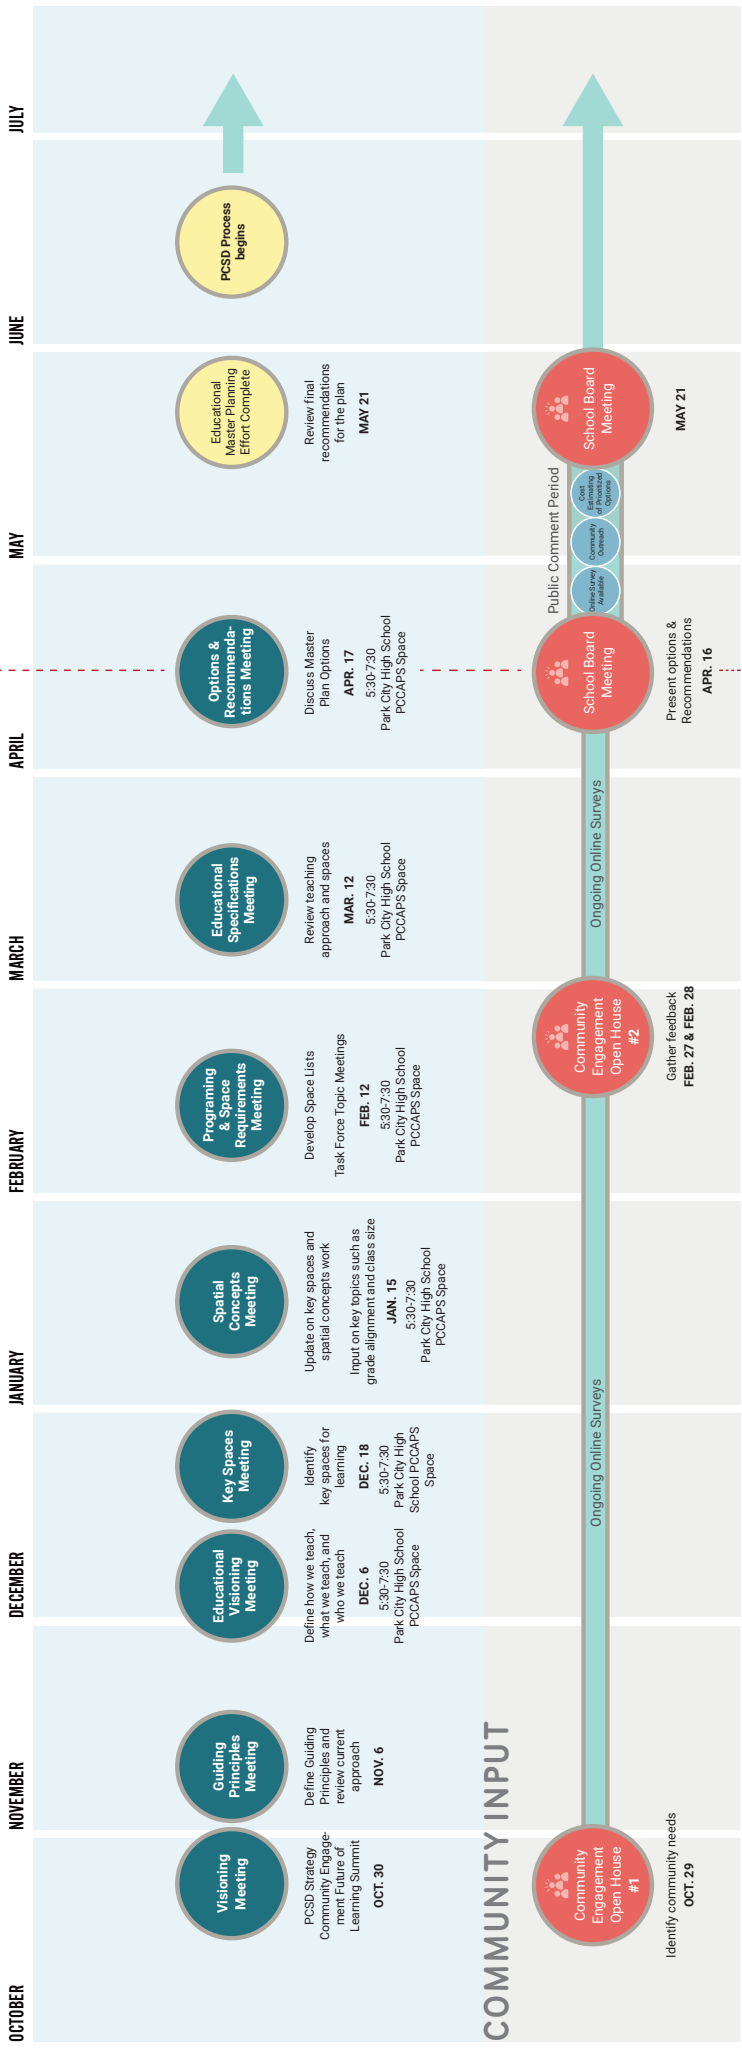 OCTOBER
NOVEMBER
DECEMBER
JANUARY
FEBRUARY
MARCH
APRIL
MAY
JUNE
JULY
Visioning
Meeting
PCSD Strategy
Community Engage-
ment Future of
Learning Summit
OCT. 30
Guiding
Principles
Meeting
Define Guiding
Principles and
review current
approach
NOV. 6
Educational
Visioning
Meeting
Define how we teach,
what we teach, and
who we teach
DEC. 6
5:30-7:30
Park City High School
PCCAPS Space
Key Spaces
Meeting
Identify
key spaces for
learning
DEC. 18
5:30-7:30
Park City High
School PCCAPS
Space
Spatial
Concepts
Meeting
Update on key spaces and
spatial concepts work
Input on key topics such as
grade alignment and class size
JAN. 15
5:30-7:30
Park City High School
PCCAPS Space
Programing
& Space
Requirements
Meeting
Develop Space Lists
Task Force Topic Meetings
FEB. 12
5:30-7:30
Park City High School
PCCAPS Space
Educational
Specifications
Meeting
Review teaching
approach and spaces
MAR. 12
5:30-7:30
Park City High School
PCCAPS Space
Options &
Recommenda-
tions Meeting
Discuss Master
Plan Options
APR. 17
5:30-7:30
Park City High School
PCCAPS Space
Educational
Master Planning
Effort Complete
Review final
recommendations
for the plan
MAY 21
PCSD Process
begins
COMMUNITY INPUT
Community
Engagement
Open House
#1
Identify community needs
OCT. 29
Ongoing Online Surveys
Community
Engagement
Open House
#2
Gather feedback
FEB. 27 & FEB. 28
Ongoing Online Surveys
School Board
Meeting
Present options &
Recommendations
APR. 16
Public Comment Period
Online Survey
Available
Community
Outreach
Cost
Estimating
of Prioritized
Options
School Board
Meeting
MAY 21